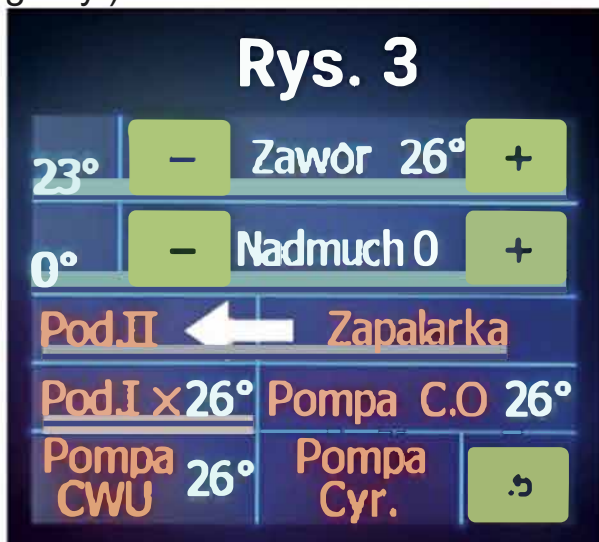 Rys. 3
23° - Zawór 26° +
0° - Nadmuch 0 +
Pod.II Zapalarka
Pod.I x 26° Pompa C.O 26°
Pompa CWU 26° Pompa Cyr.